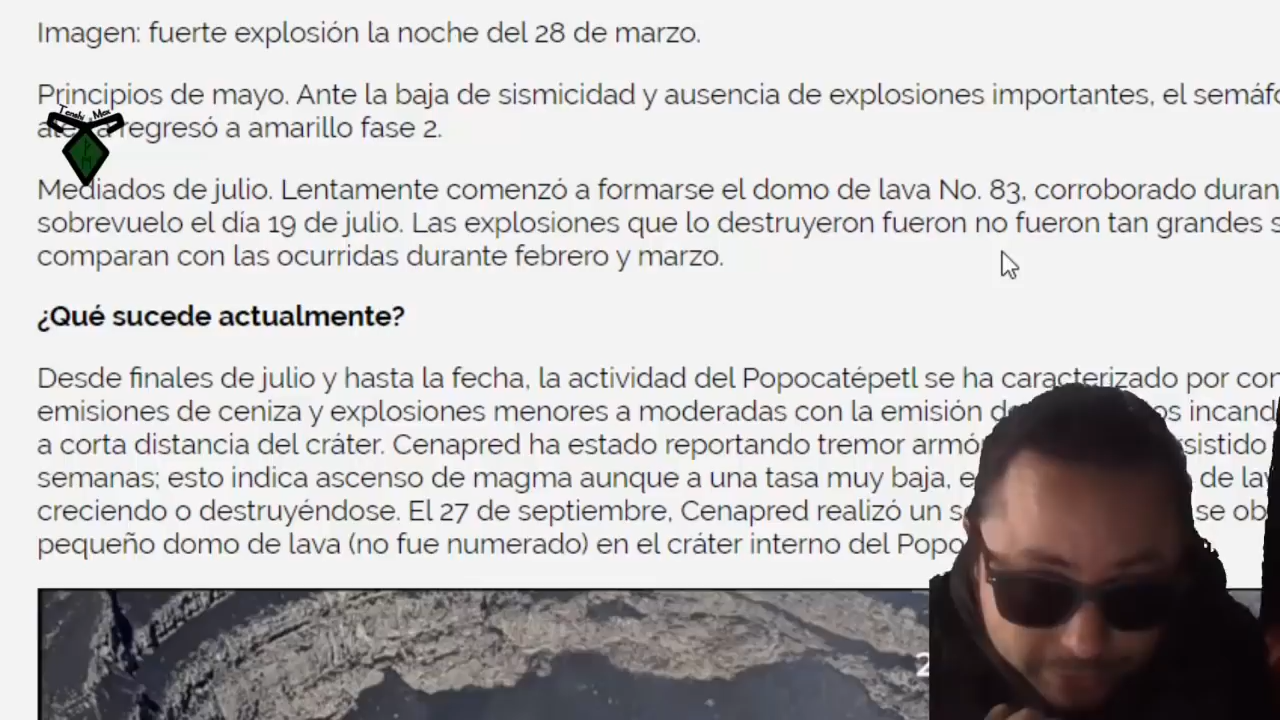 Imagen: fuerte explosión la noche del 28 de marzo.
Principios de mayo. Ante la baja de sismicidad y ausencia de explosiones importantes, el
regresó a amarillo fase 2.
Tenshi Mex
Mediados de julio. Lentamente comenzó a formarse el domo de lava No. 83, corroborado
sobrevuelo el día 19 de julio. Las explosiones que lo destruyeron fueron no fueron tan grandes
comparan con las ocurridas durante febrero y marzo.
¿Qué sucede actualmente?
Desde finales de julio y hasta la fecha, la actividad del Popocatépetl se ha caracterizado por
emisiones de ceniza y explosiones menores a moderadas con la emisión
a corta distancia del cráter. Cenapred ha estado reportando tremor
semanas; esto indica ascenso de magma aunque a una tasa muy baja, de
creciendo o destruyéndose. El 27 de septiembre, Cenapred realizó un se
pequeño domo de lava (no fue numerado) en el cráter interno del